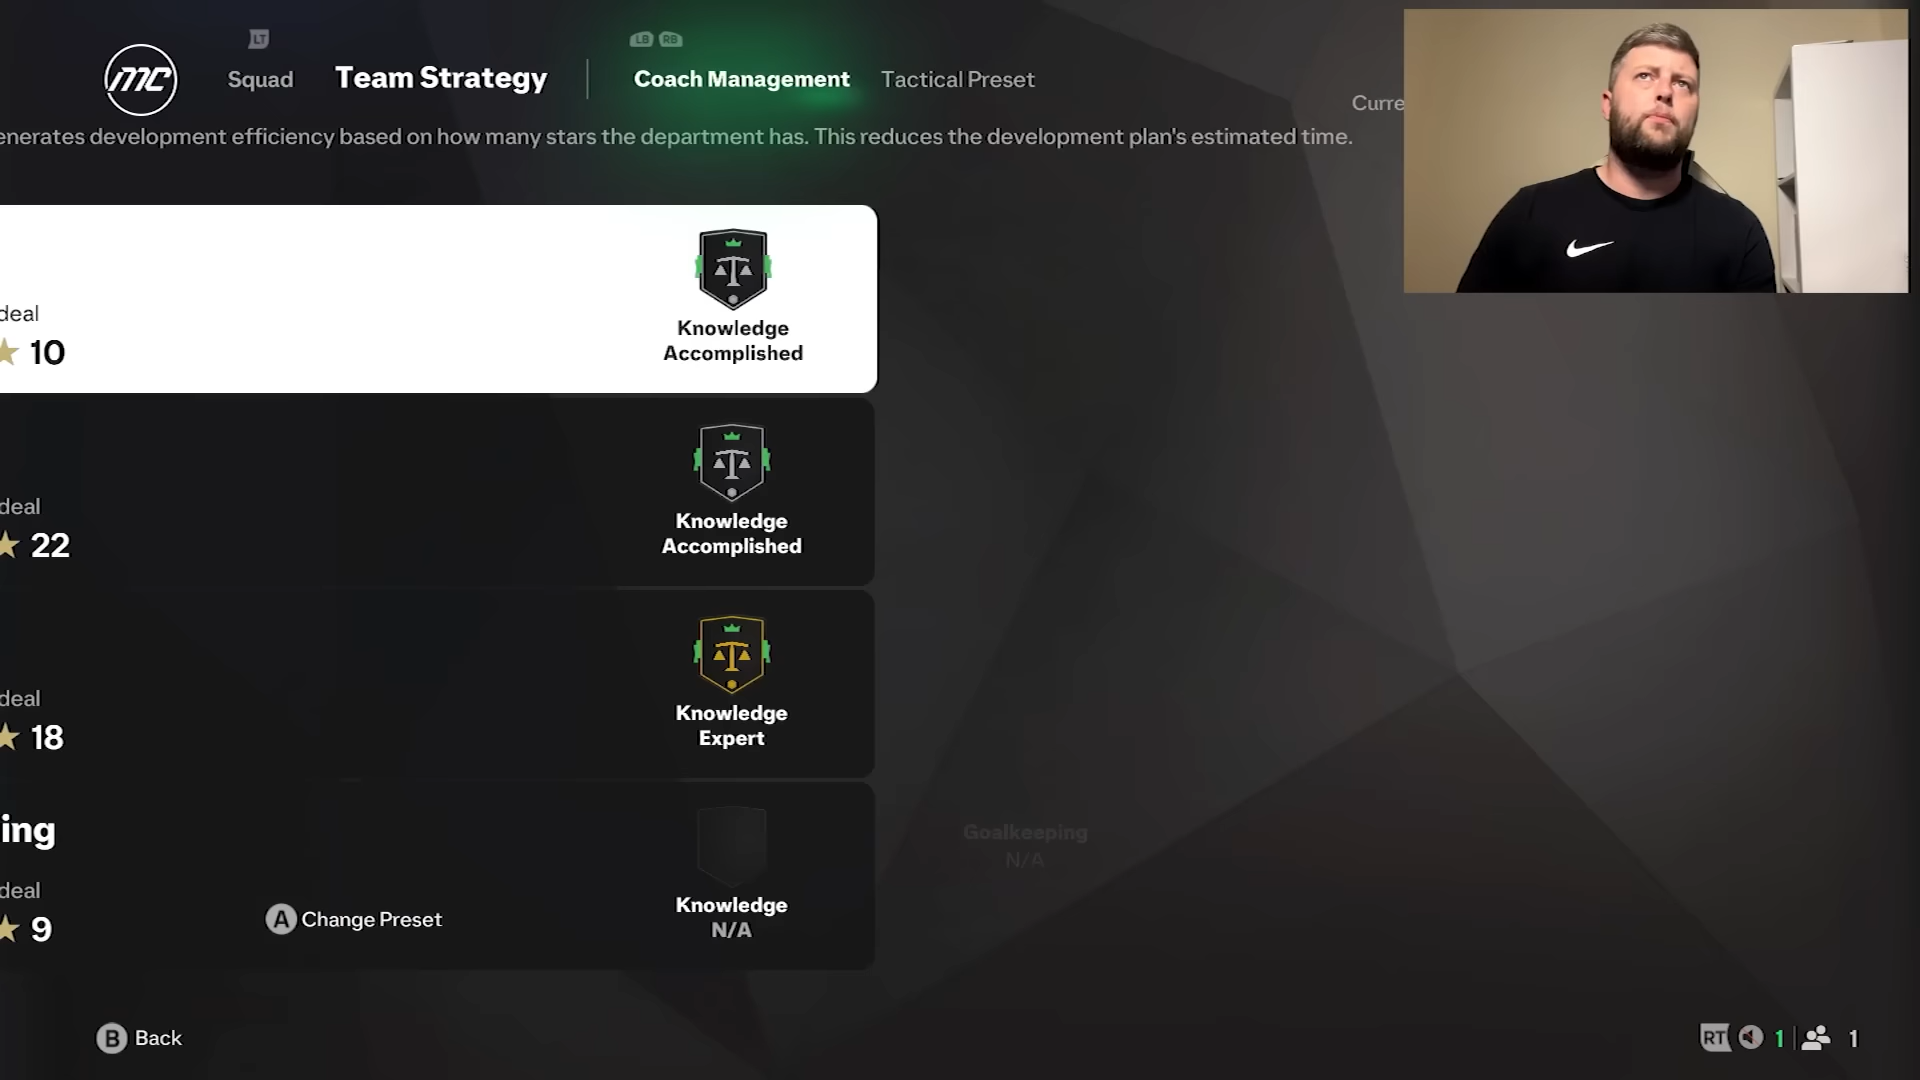 LT
LB RB
MC
Squad
Team Strategy
Coach Management
Tactical Preset
Curre
enerates development efficiency based on how many stars the department has. This reduces the development plan's estimated time.
deal
10
Knowledge
Accomplished
deal
22
Knowledge
Accomplished
deal
18
Knowledge
Expert
ing
deal
9
A Change Preset
Knowledge
N/A
Goalkeeping
N/A
B Back
RT 1 1